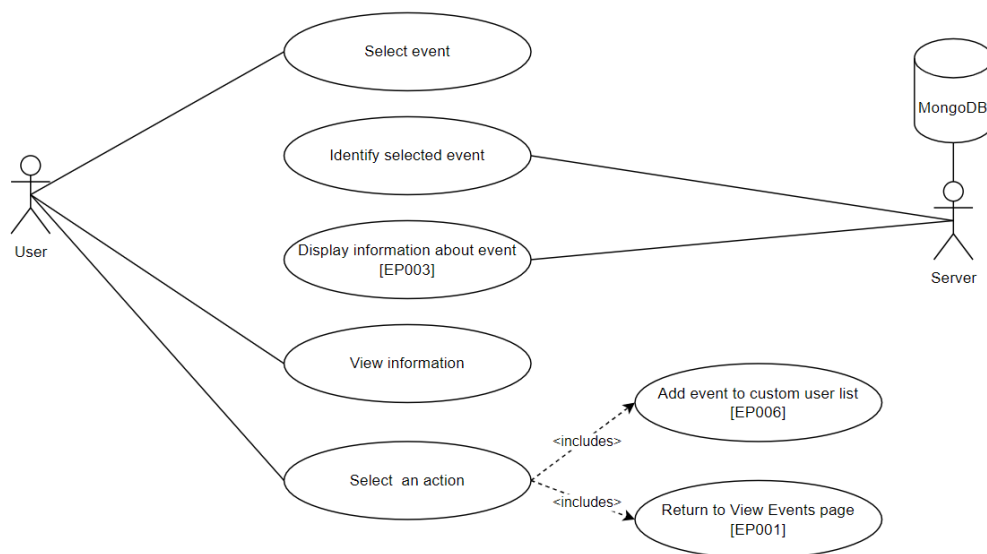 Select event
MongoDB
Identify selected event
User
Display information about event
[EP003]
Server
View information
Add event to custom user list
[EP006]
<includes>
Select an action
<includes>
Return to View Events page
[EP001]